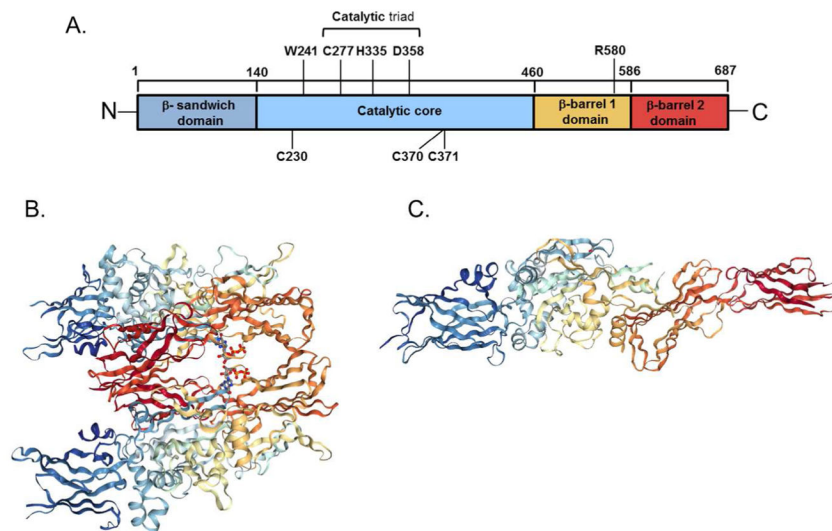 A.
Catalytic triad
W241 C277 H335 D358 R580
1 140 460 586 687
N β- sandwich domain Catalytic core β-barrel 1 domain β-barrel 2 domain C
C230 C370 C371
B. C.